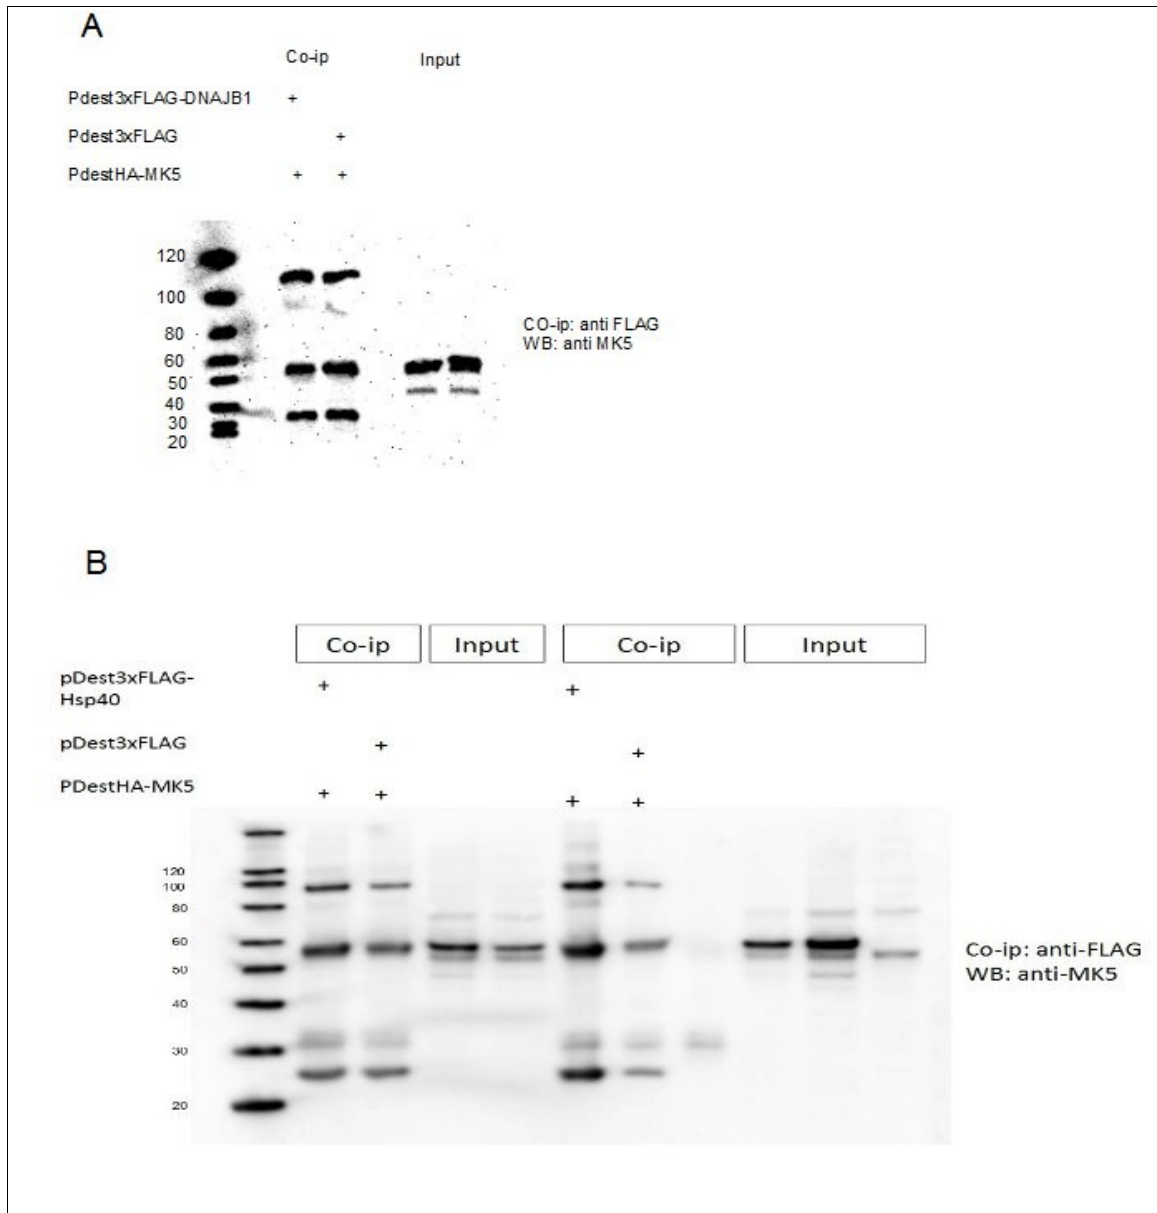 A
Co-ip Input
Pdest3xFLAG-DNAJB1 +
Pdest3xFLAG +
PdestHA-MK5 + +
120
100
80
60
50
40
30
20
CO-ip: anti FLAG
WB: anti MK5
B
Co-ip Input Co-ip Input
pDest3xFLAG-
Hsp40 + +
pDest3xFLAG + +
PDestHA-MK5 + + + +
120
100
80
60
50
40
30
20
Co-ip: anti-FLAG
WB: anti-MK5